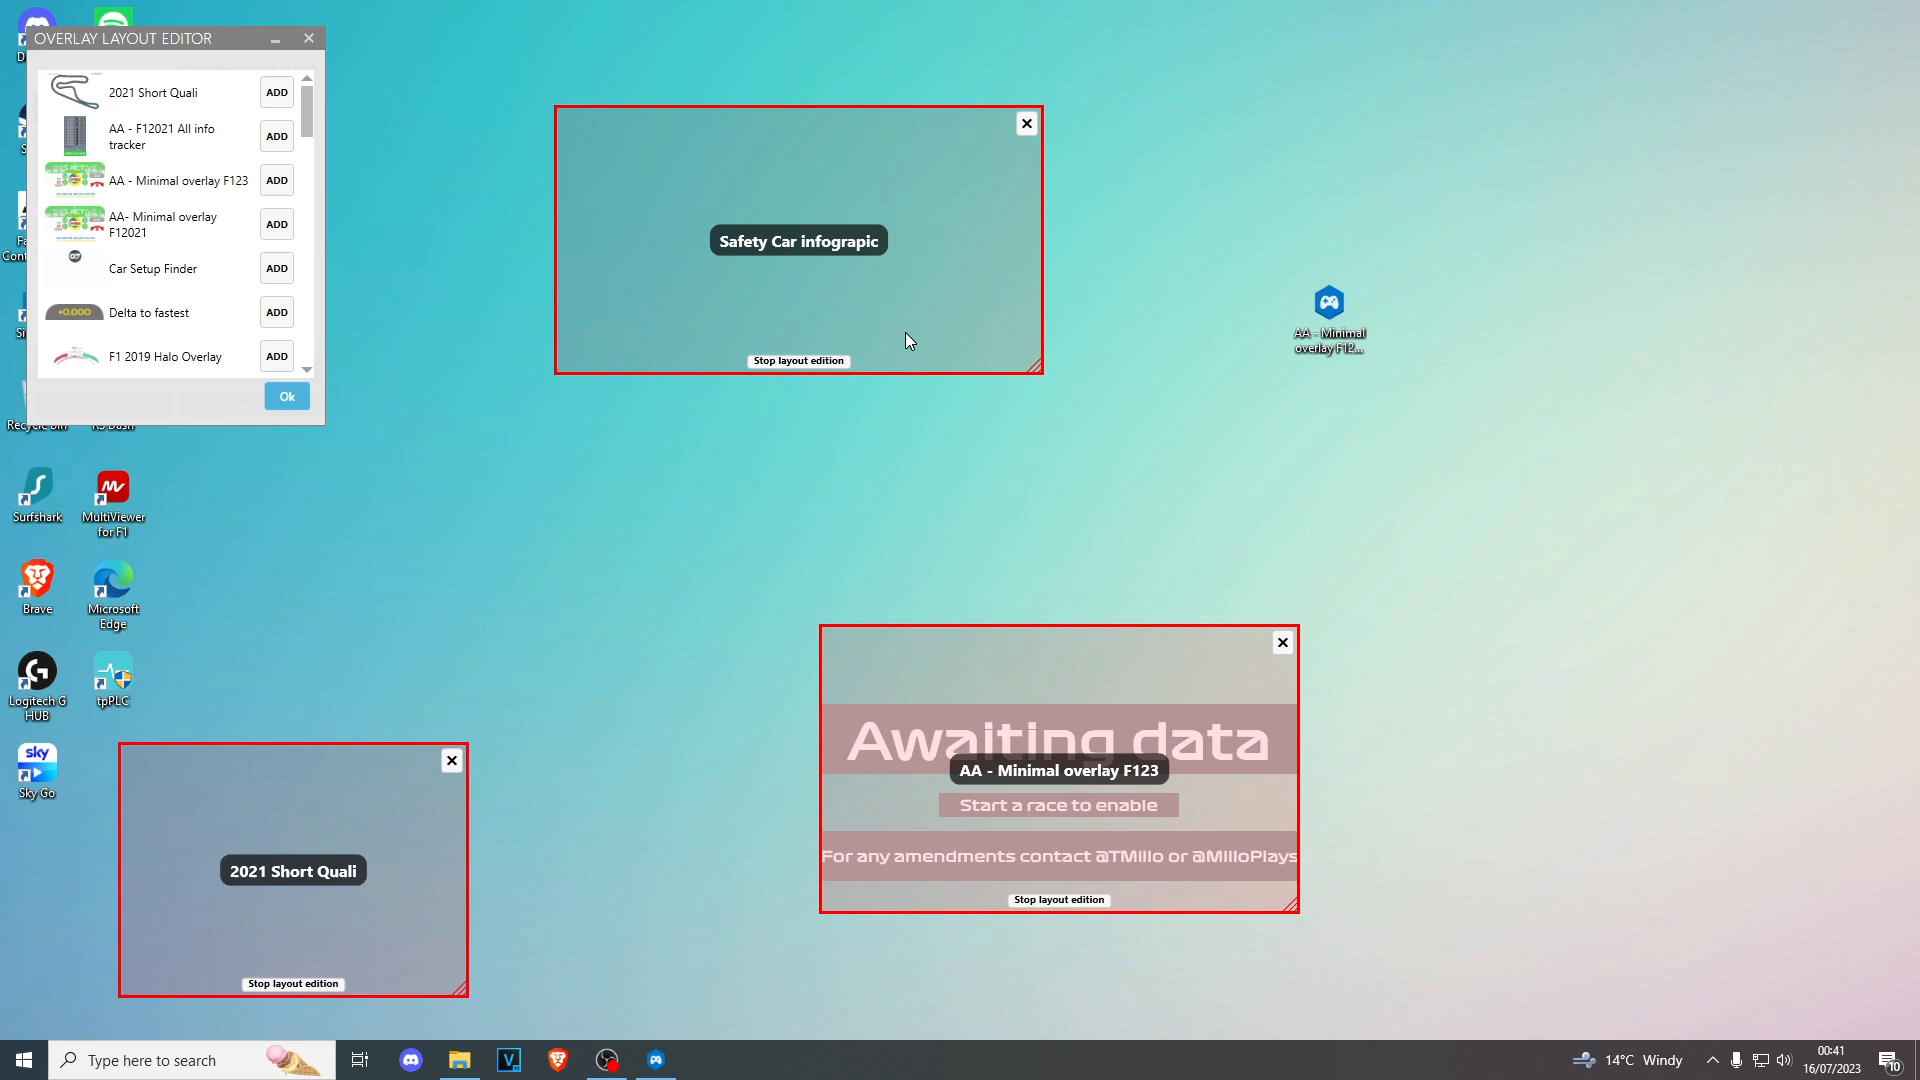 OVERLAY LAYOUT EDITOR
2021 Short Quali
ADD
AA - F12021 All info
tracker
ADD
AA - Minimal overlay F123
ADD
AA- Minimal overlay
F12021
ADD
Car Setup Finder
ADD
+0.000
Delta to fastest
ADD
F1 2019 Halo Overlay
ADD
Ok
Safety Car infograpic
Stop layout edition
AA - Minimal
overlay F12...
Recycle Bin
Surfshark
MultiViewer
for F1
Brave
Microsoft
Edge
Logitech G
HUB
tpPLC
sky
Sky Go
2021 Short Quali
Stop layout edition
Awaiting data
AA - Minimal overlay F123
Start a race to enable
For any amendments contact @TMillo or @MilloPlays
Stop layout edition
Type here to search
14°C Windy
00:41
16/07/2023
10